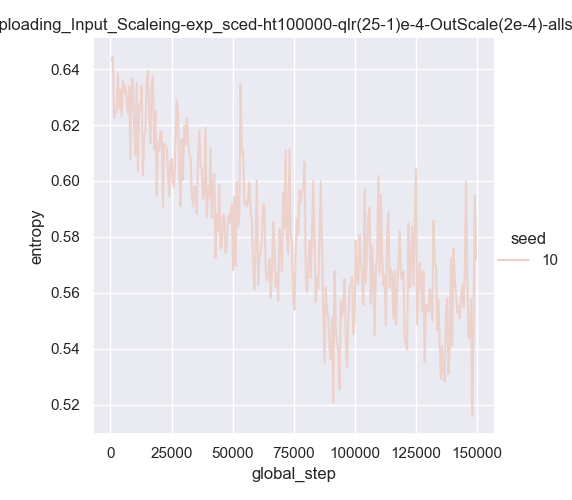 ploading_Input_Scaleing-exp_sced-ht100000-qlr(25-1)e-4-OutScale(2e-4)-alls
0.64
0.62
0.60
0.58
0.56
0.54
0.52
entropy
0 25000 50000 75000 100000 125000 150000
global_step
seed
10